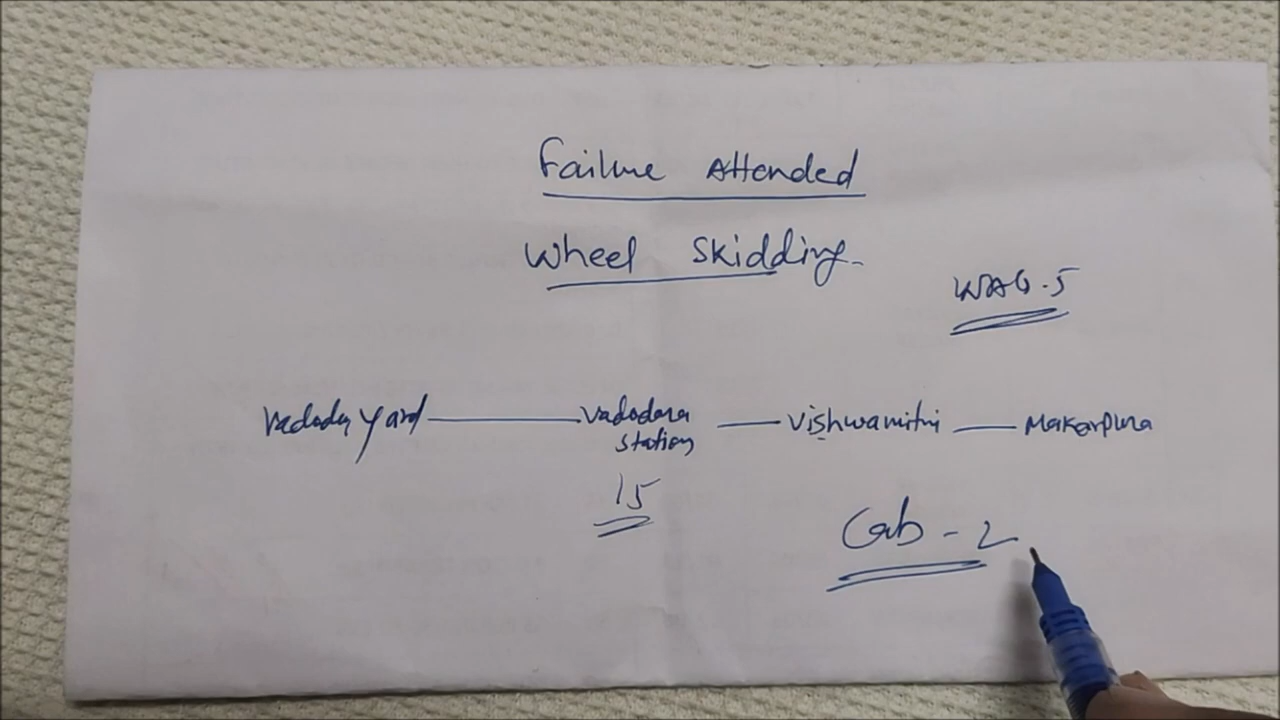 Failure Attended
Wheel Skidding-
WAG.5
Vadodara Yard — Vadodara Station — Vishwamitri — Makarpura
15
Cab - 2